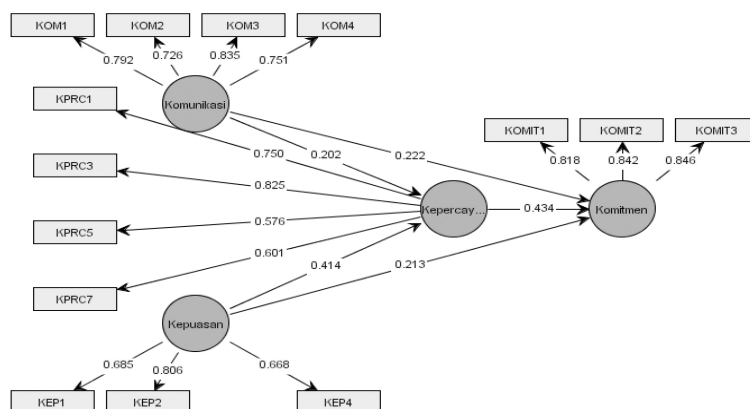 KOM1 KOM2 KOM3 KOM4
0.792 0.726 0.835 0.751
KPRC1
Komunikasi
KOMIT1 KOMIT2 KOMIT3
0.750 0.202 0.222
0.818 0.842 0.846
KPRC3
0.825
Kepercay... 0.434 Komitmen
KPRC5
0.576
0.601
0.414 0.213
KPRC7
Kepuasan
0.685 0.806 0.668
KEP1 KEP2 KEP4